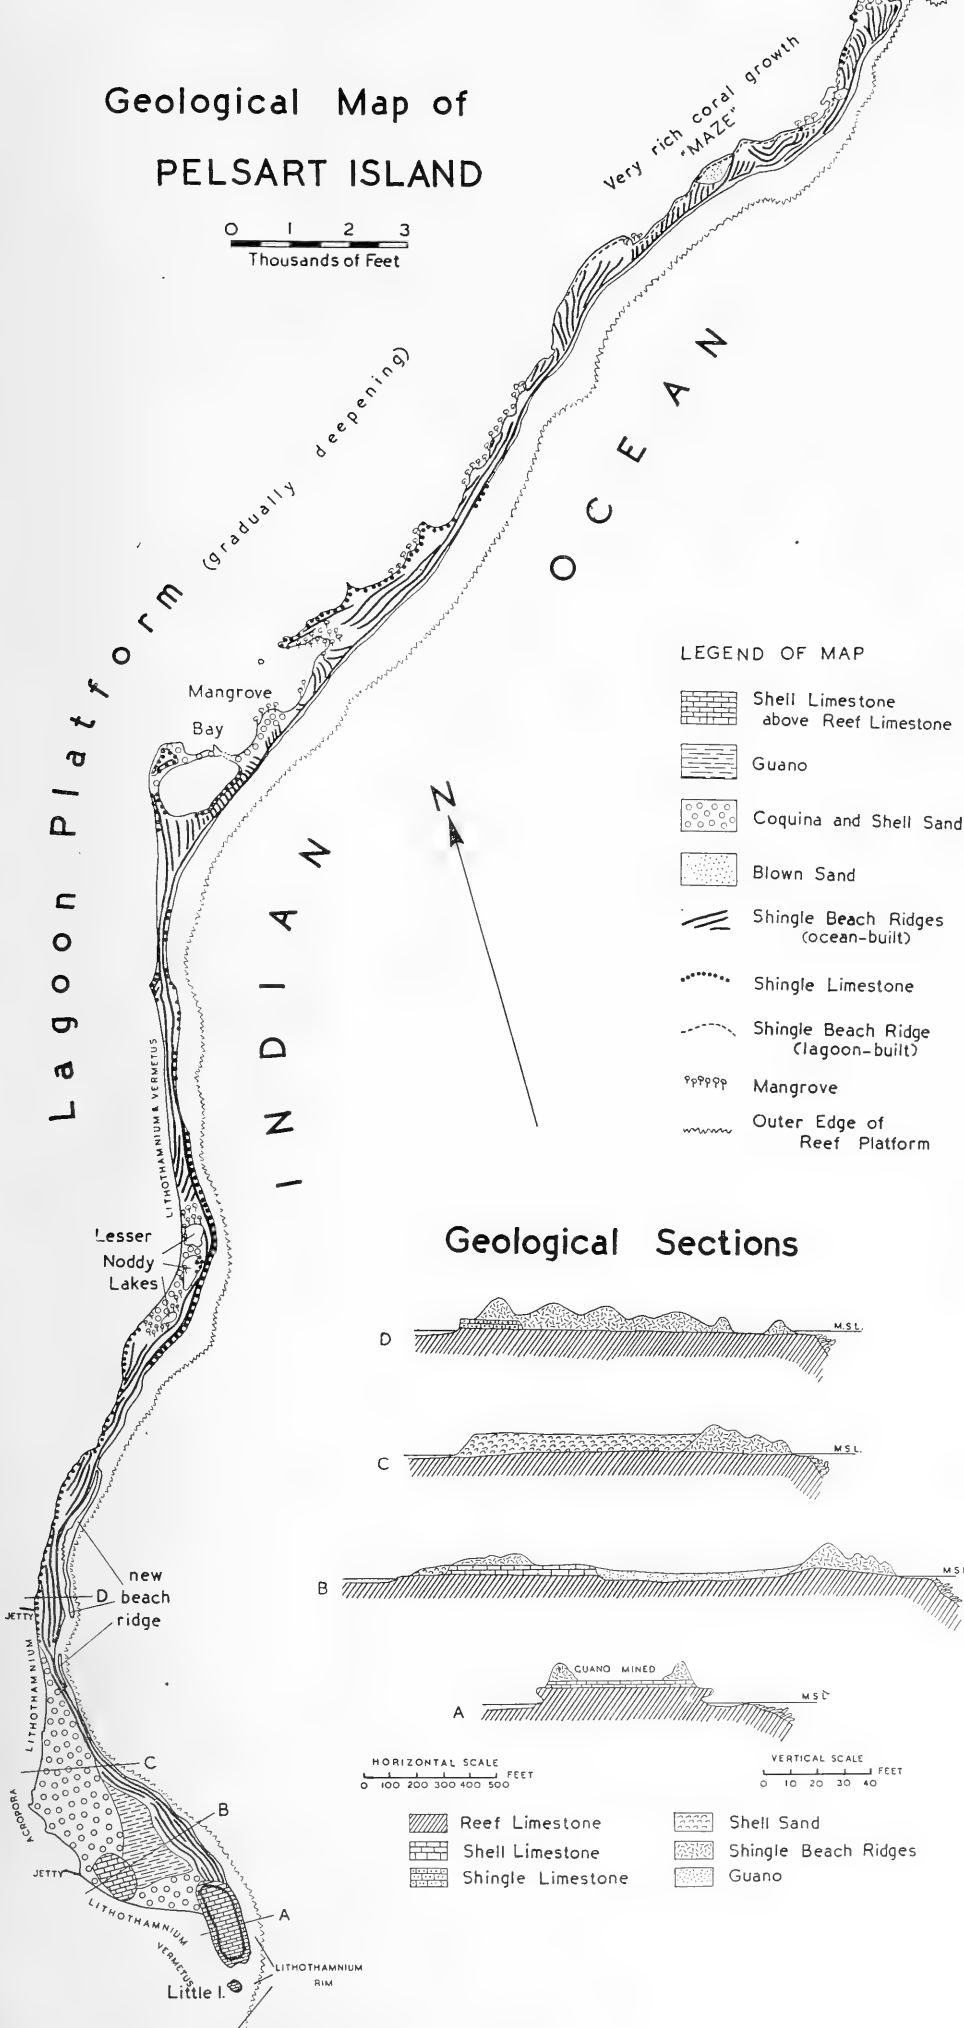 Geological Map of
PELSART ISLAND
0 1 2 3
Thousands of Feet
Very rich coral growth
"MAZE"
OCEAN
INDIAN
Lagoon Platform (gradually deepening)
Mangrove
Bay
N
LEGEND OF MAP
Shell Limestone
above Reef Limestone
Guano
Coquina and Shell Sand
Blown Sand
Shingle Beach Ridges
(ocean-built)
Shingle Limestone
Shingle Beach Ridge
(lagoon-built)
Mangrove
Outer Edge of
Reef Platform
LITHOTHAMNIUM & VERMETUS
Lesser
Noddy
Lakes
new
beach
ridge
D
JETTY
LITHOTHAMNIUM
C
ACROPORA
B
JETTY
A
LITHOTHAMNIUM
VERMETUS
LITHOTHAMNIUM
RIM
Little I.
Geological Sections
D M.S.L.
C M.S.L.
B M.S
A GUANO MINED M S L
HORIZONTAL SCALE
FEET
0 100 200 300 400 500
VERTICAL SCALE
FEET
0 10 20 30 40
Reef Limestone
Shell Limestone
Shingle Limestone
Shell Sand
Shingle Beach Ridges
Guano